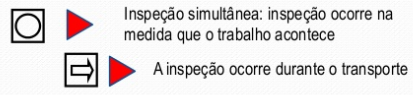 Inspeção simultânea: inspeção ocorre na
medida que o trabalho acontece
A inspeção ocorre durante o transporte